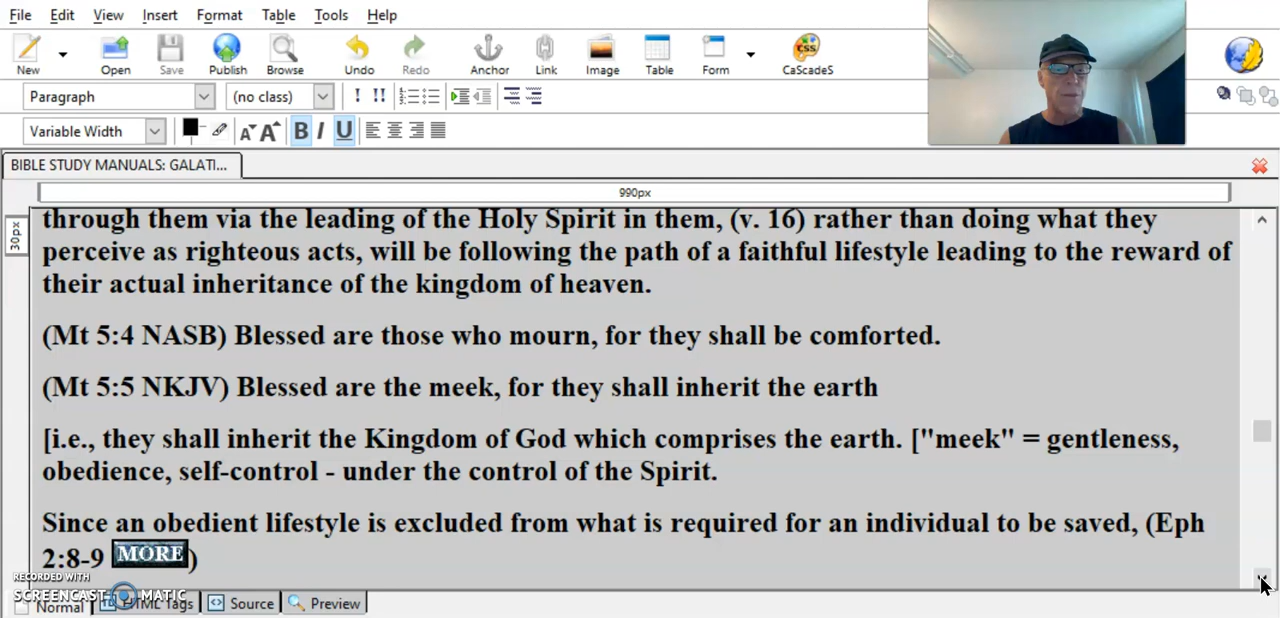 File Edit View Insert Format Table Tools Help
New Open Save Publish Browse Undo Redo Anchor Link Image Table Form CaScadeS
Paragraph (no class) ! !!
Variable Width A A B I U
BIBLE STUDY MANUALS: GALATI...
990px
30px
through them via the leading of the Holy Spirit in them, (v. 16) rather than doing what they
perceive as righteous acts, will be following the path of a faithful lifestyle leading to the reward of
their actual inheritance of the kingdom of heaven.
(Mt 5:4 NASB) Blessed are those who mourn, for they shall be comforted.
(Mt 5:5 NKJV) Blessed are the meek, for they shall inherit the earth
[i.e., they shall inherit the Kingdom of God which comprises the earth. ["meek" = gentleness,
obedience, self-control - under the control of the Spirit.
Since an obedient lifestyle is excluded from what is required for an individual to be saved, (Eph
2:8-9 MORE)
RECORDED WITH
SCREENCAST MATIC
Normal HTML Tags Source Preview